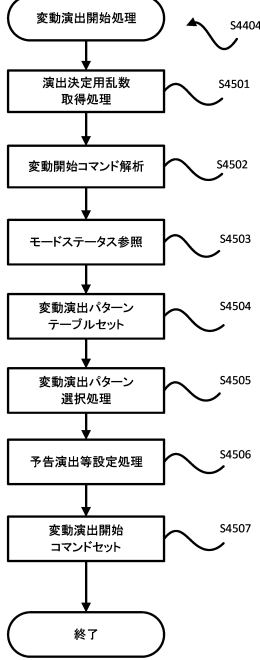 変動演出開始処理
S4404
演出決定用乱数
取得処理
S4501
変動開始コマンド解析
S4502
モードステータス参照
S4503
変動演出パターン
テーブルセット
S4504
変動演出パターン
選択処理
S4505
予告演出等設定処理
S4506
変動演出開始
コマンドセット
S4507
終了